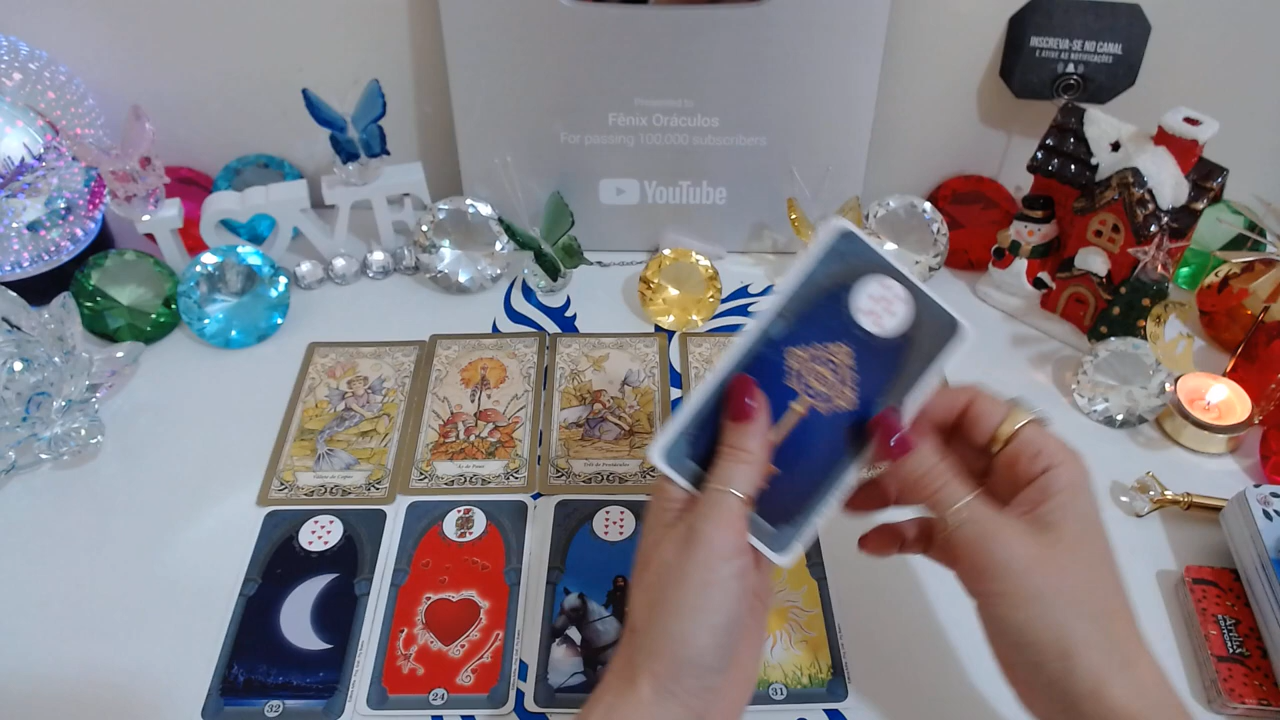 INSCREVA-SE NO CANAL
E ATIVE AS NOTIFICAÇÕES
Presented to
Fênix Oráculos
For passing 100,000 subscribers
YouTube
LOVE
Ás de Paus
Três de Pentáculos
32
24
31